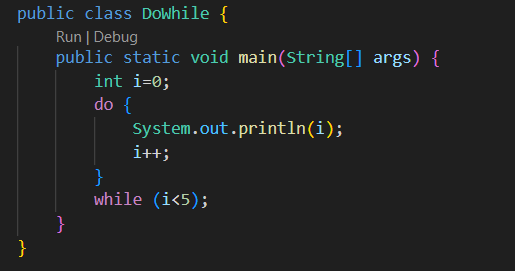 public class DoWhile {
Run | Debug
public static void main(String[] args) {
int i=0;
do {
System.out.println(i);
i++;
}
while (i<5);
}
}